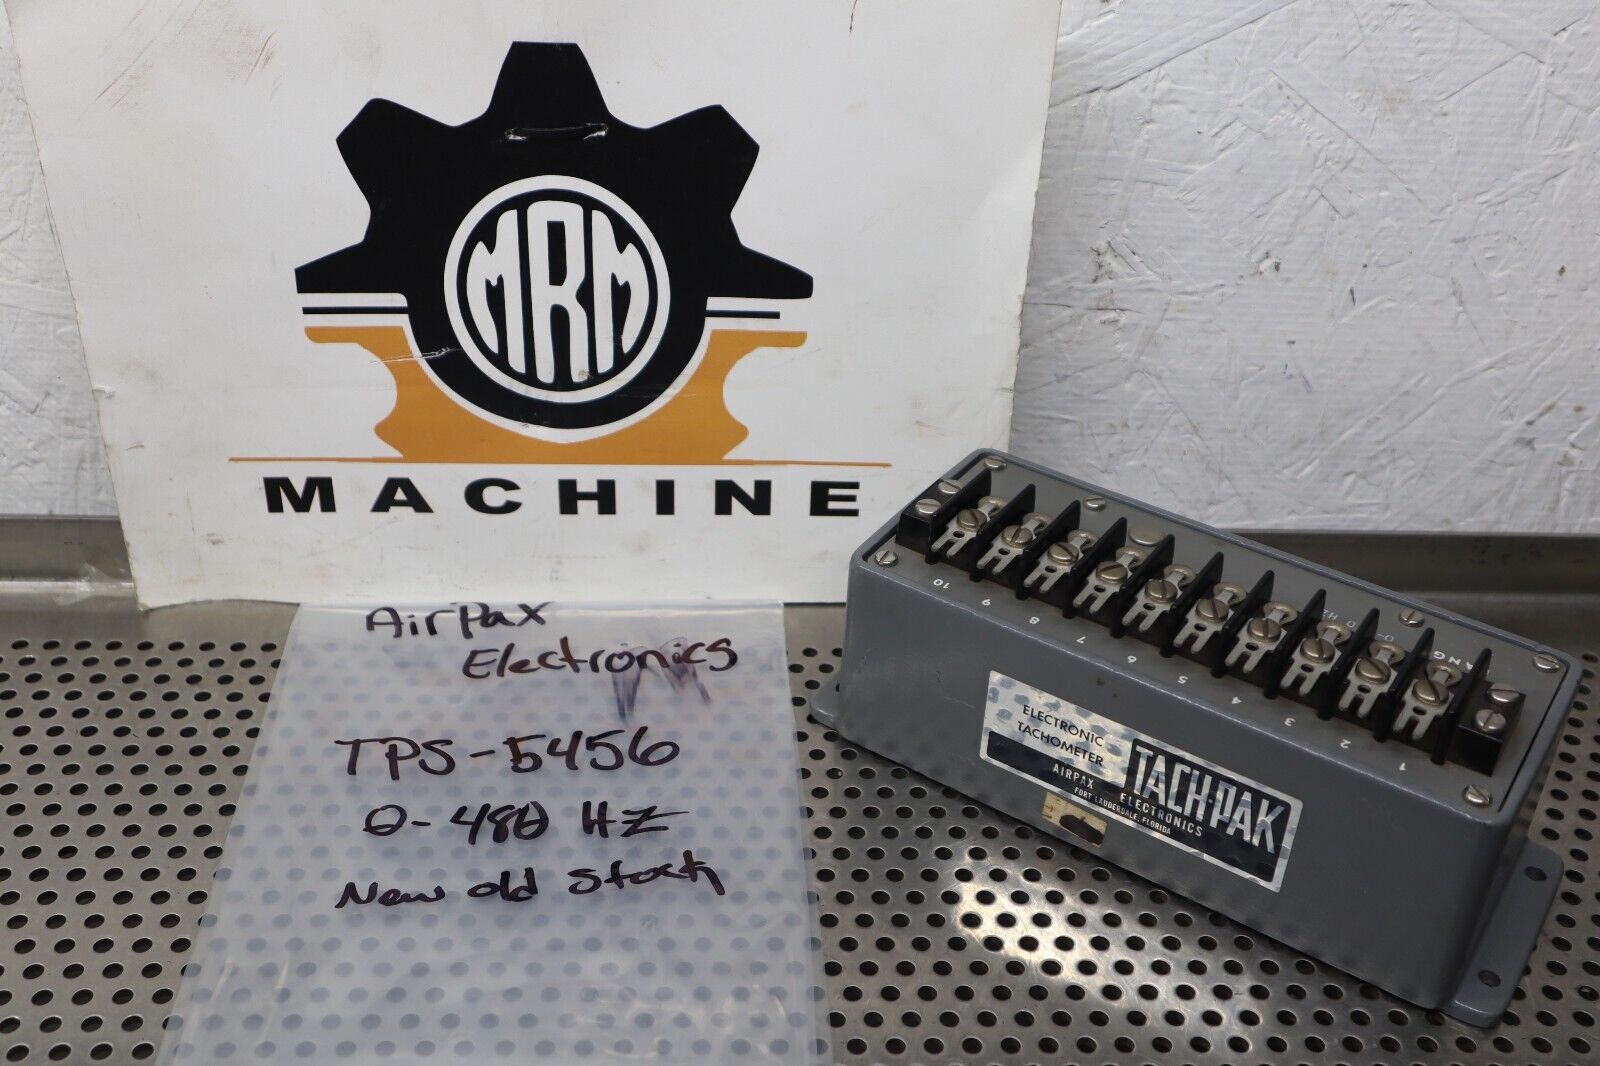 MRM
MACHINE
AirPax
Electronics
TPS-5456
0-480 HZ
New old Stock
10 9 8 7 6 5 4 3 2 1
ELECTRONIC
TACHOMETER
TACH-PAK
AIRPAX ELECTRONICS
FORT LAUDERDALE, FLORIDA